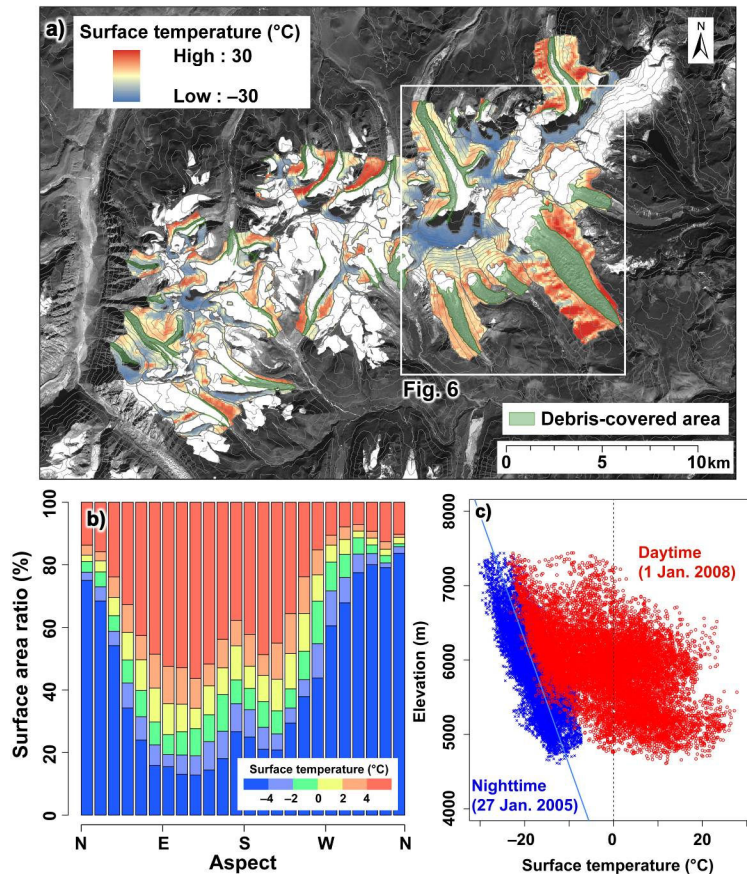 a)
Surface temperature (°C)
High : 30
Low : –30
N
Fig. 6
Debris-covered area
0 5 10 km
b)
Surface area ratio (%)
100
80
60
40
20
0
Surface temperature (°C)
–4 –2 0 2 4
N E S W N
Aspect
c)
Elevation (m)
8000
7000
6000
5000
4000
Daytime
(1 Jan. 2008)
Nighttime
(27 Jan. 2005)
–20 0 20
Surface temperature (°C)